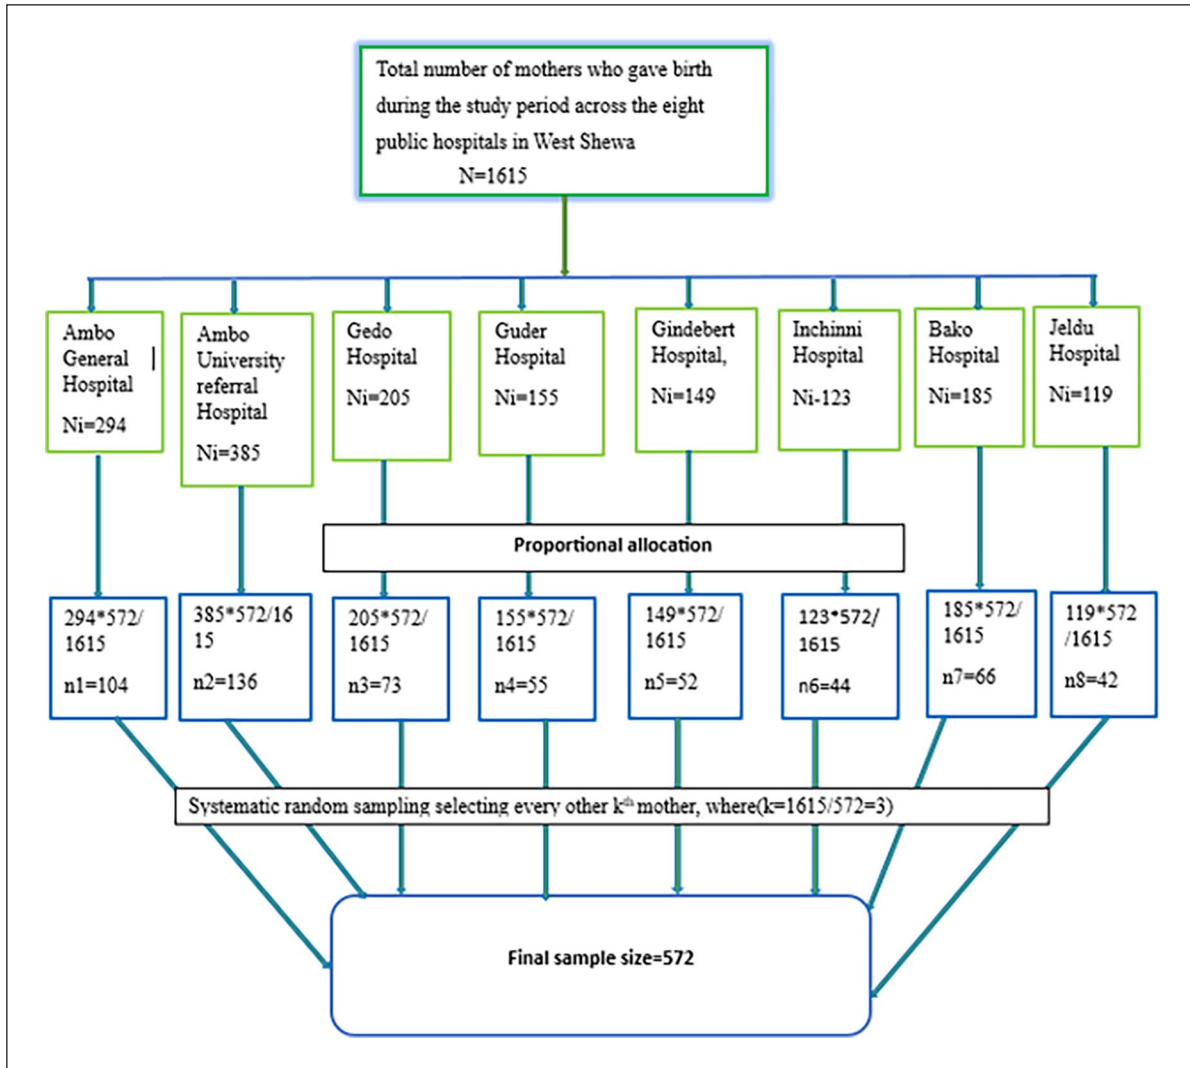 Total number of mothers who gave birth
during the study period across the eight
public hospitals in West Shewa
N=1615
Ambo
General
Hospital
Ni=294
Ambo
University
referral
Hospital
Ni=385
Gedo
Hospital
Ni=205
Guder
Hospital
Ni=155
Gindebert
Hospital,
Ni=149
Inchinni
Hospital
Ni-123
Bako
Hospital
Ni=185
Jeldu
Hospital
Ni=119
Proportional allocation
294*572/
1615
n1=104
385*572/16
15
n2=136
205*572/
1615
n3=73
155*572/
1615
n4=55
149*572/
1615
n5=52
123*572/
1615
n6=44
185*572/
1615
n7=66
119*572
/1615
n8=42
Systematic random sampling selecting every other kth mother, where(k=1615/572=3)
Final sample size=572